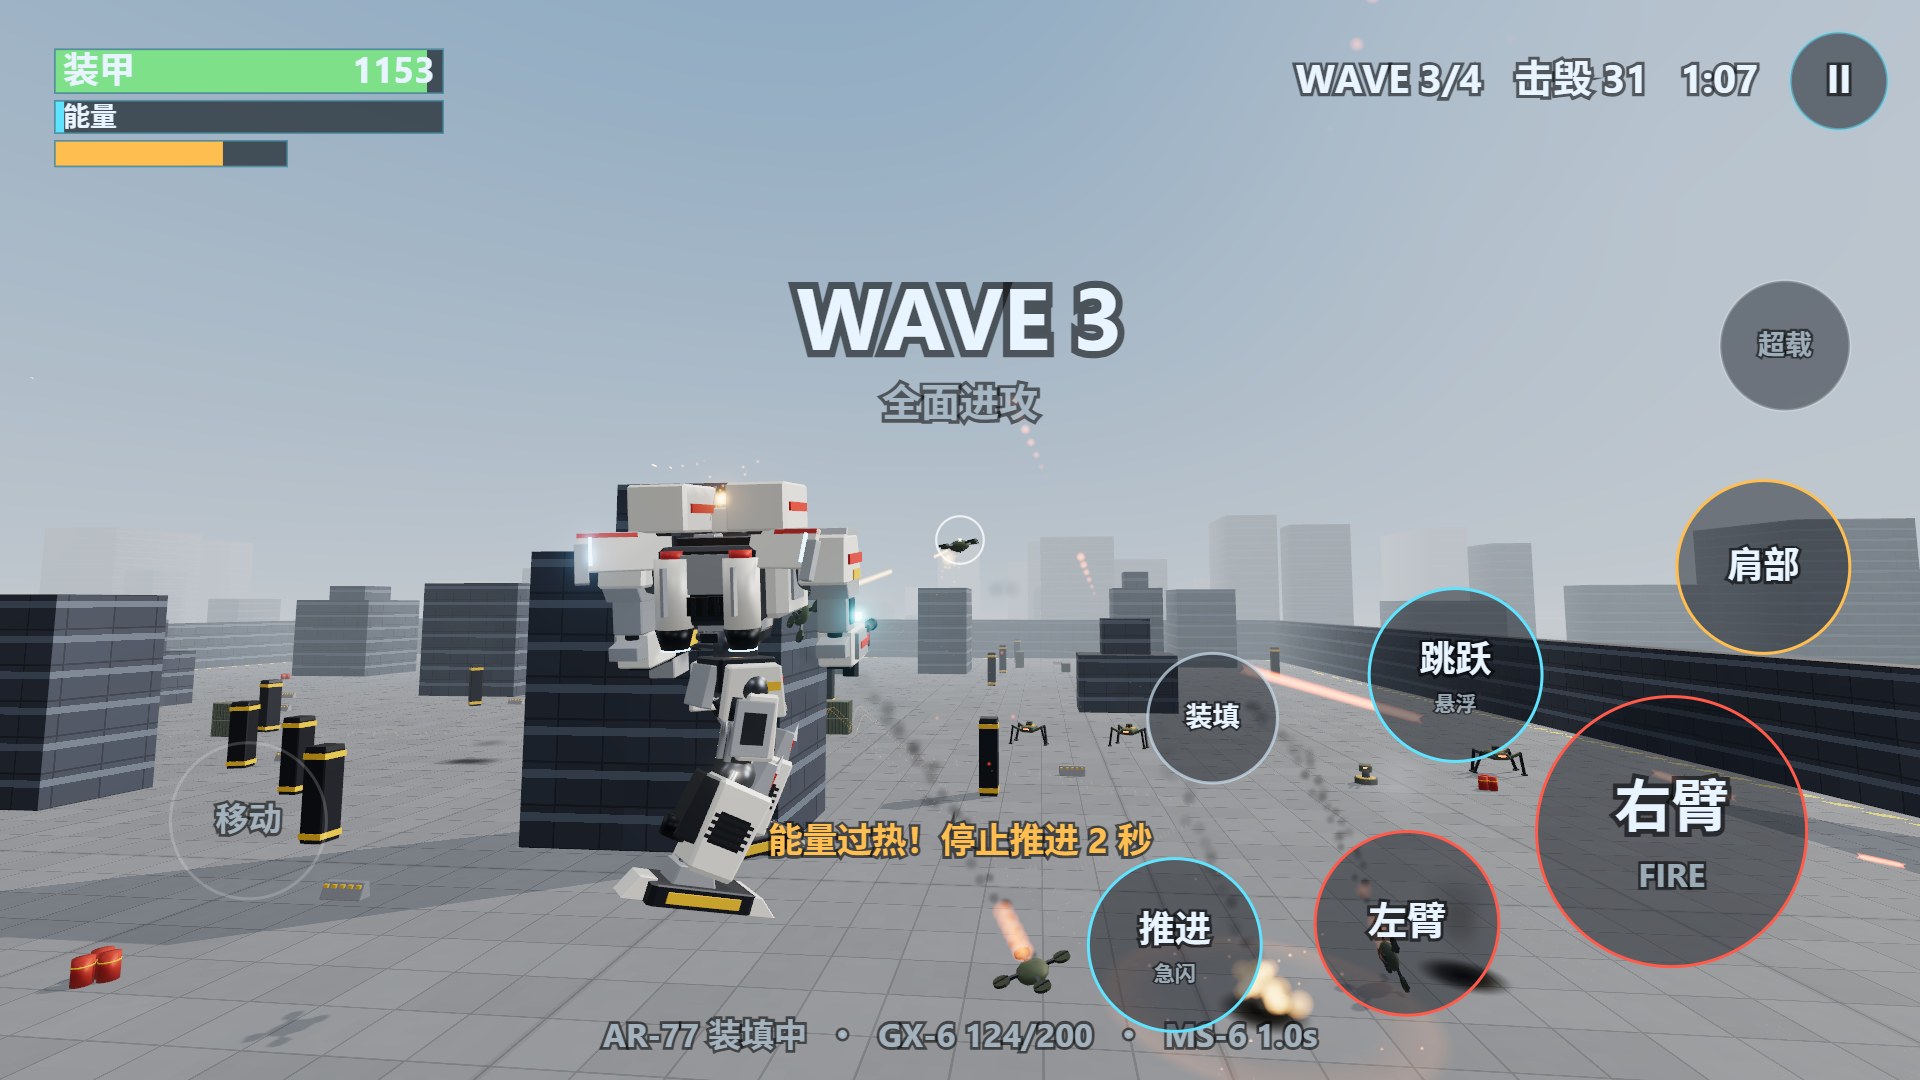 装甲 1153
能量
WAVE 3/4 击毁 31 1:07
WAVE 3
全面进攻
超载
肩部
跳跃
悬浮
装填
移动
右臂
FIRE
能量过热！停止推进 2 秒
左臂
推进
急闪
AR-77 装填中 • GX-6 124/200 • MS-6 1.0s